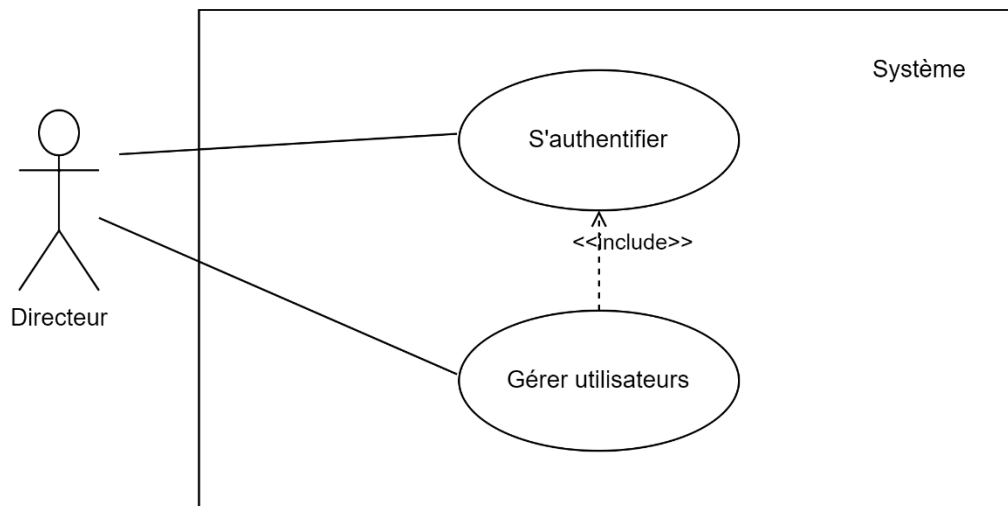 Système
S'authentifier
<<include>>
Directeur
Gérer utilisateurs